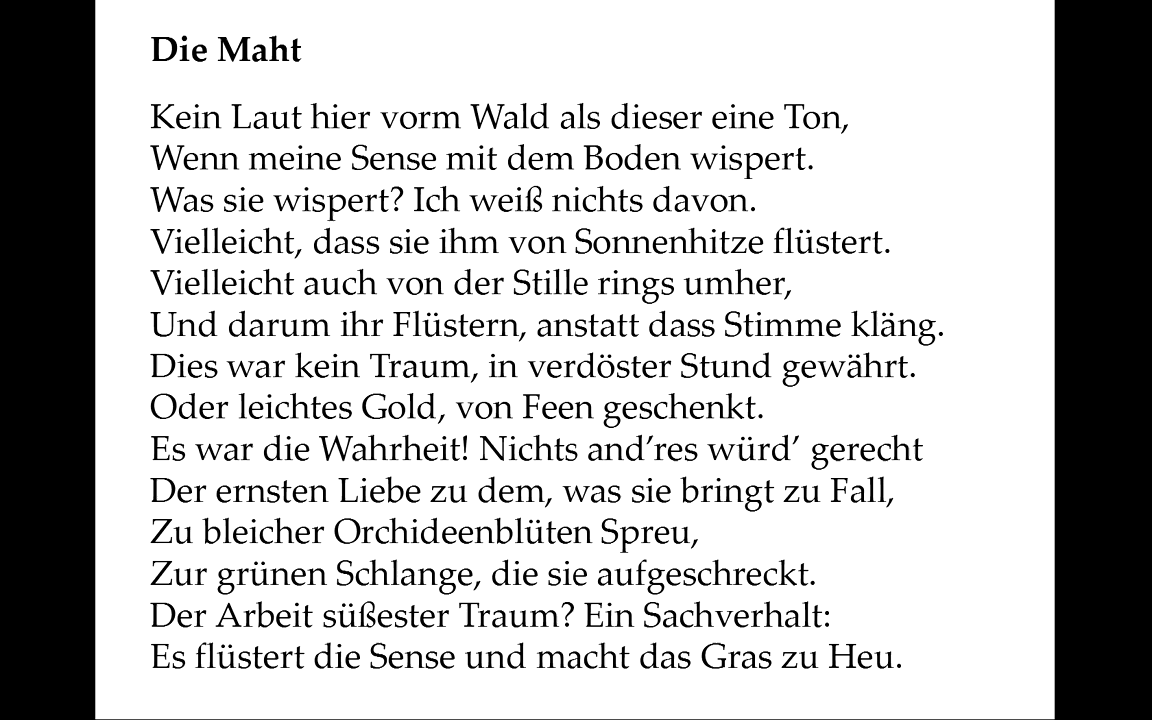 Die Maht
Kein Laut hier vorm Wald als dieser eine Ton,
Wenn meine Sense mit dem Boden wispert.
Was sie wispert? Ich weiß nichts davon.
Vielleicht, dass sie ihm von Sonnenhitze flüstert.
Vielleicht auch von der Stille rings umher,
Und darum ihr Flüstern, anstatt dass Stimme kläng.
Dies war kein Traum, in verdöster Stund gewährt.
Oder leichtes Gold, von Feen geschenkt.
Es war die Wahrheit! Nichts and’res würd’ gerecht
Der ernsten Liebe zu dem, was sie bringt zu Fall,
Zu bleicher Orchideenblüten Spreu,
Zur grünen Schlange, die sie aufgeschreckt.
Der Arbeit süßester Traum? Ein Sachverhalt:
Es flüstert die Sense und macht das Gras zu Heu.